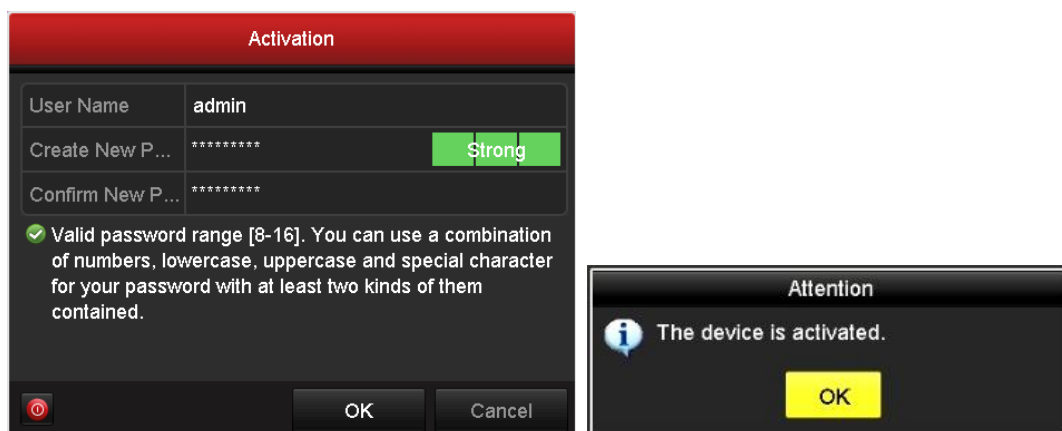 Activation
User Name admin
Create New P... ********* Strong
Confirm New P... *********
Valid password range [8-16]. You can use a combination
of numbers, lowercase, uppercase and special character
for your password with at least two kinds of them
contained.
OK Cancel
Attention
The device is activated.
OK